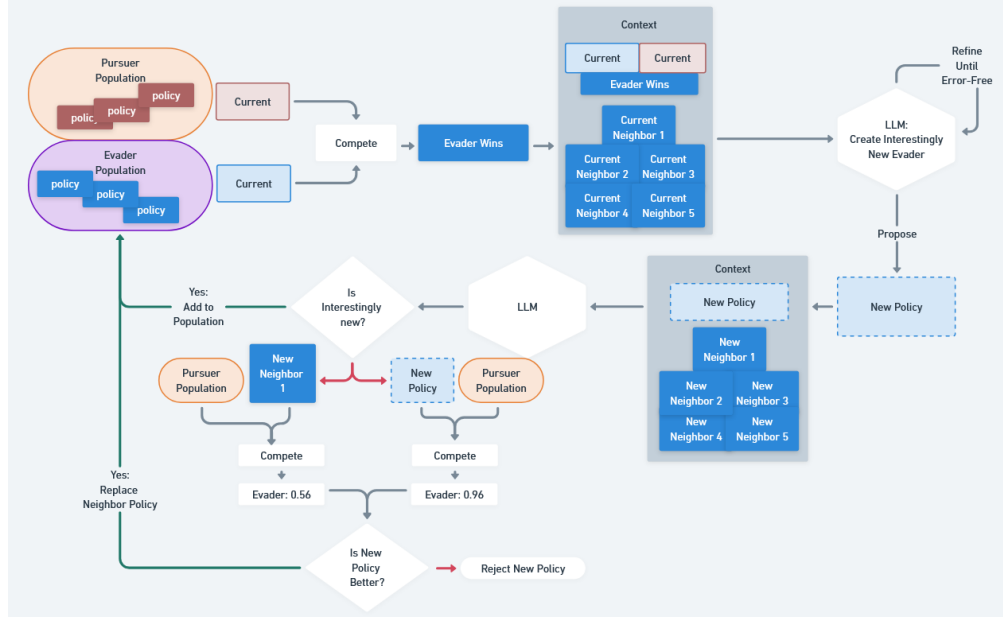 Pursuer
Population
policy
policy
policy
Current
Evader
Population
policy
policy
policy
Current
Compete
Evader Wins
Context
Current
Current
Evader Wins
Current
Neighbor 1
Current
Neighbor 2
Current
Neighbor 3
Current
Neighbor 4
Current
Neighbor 5
Refine
Until
Error-Free
LLM:
Create Interestingly
New Evader
Propose
New Policy
Context
New Policy
New
Neighbor 1
New
Neighbor 2
New
Neighbor 3
New
Neighbor 4
New
Neighbor 5
LLM
Is
Interestingly
new?
Yes:
Add to
Population
Pursuer
Population
New
Neighbor
1
New
Policy
Pursuer
Population
Compete
Compete
Evader: 0.56
Evader: 0.96
Yes:
Replace
Neighbor Policy
Is New
Policy
Better?
Reject New Policy